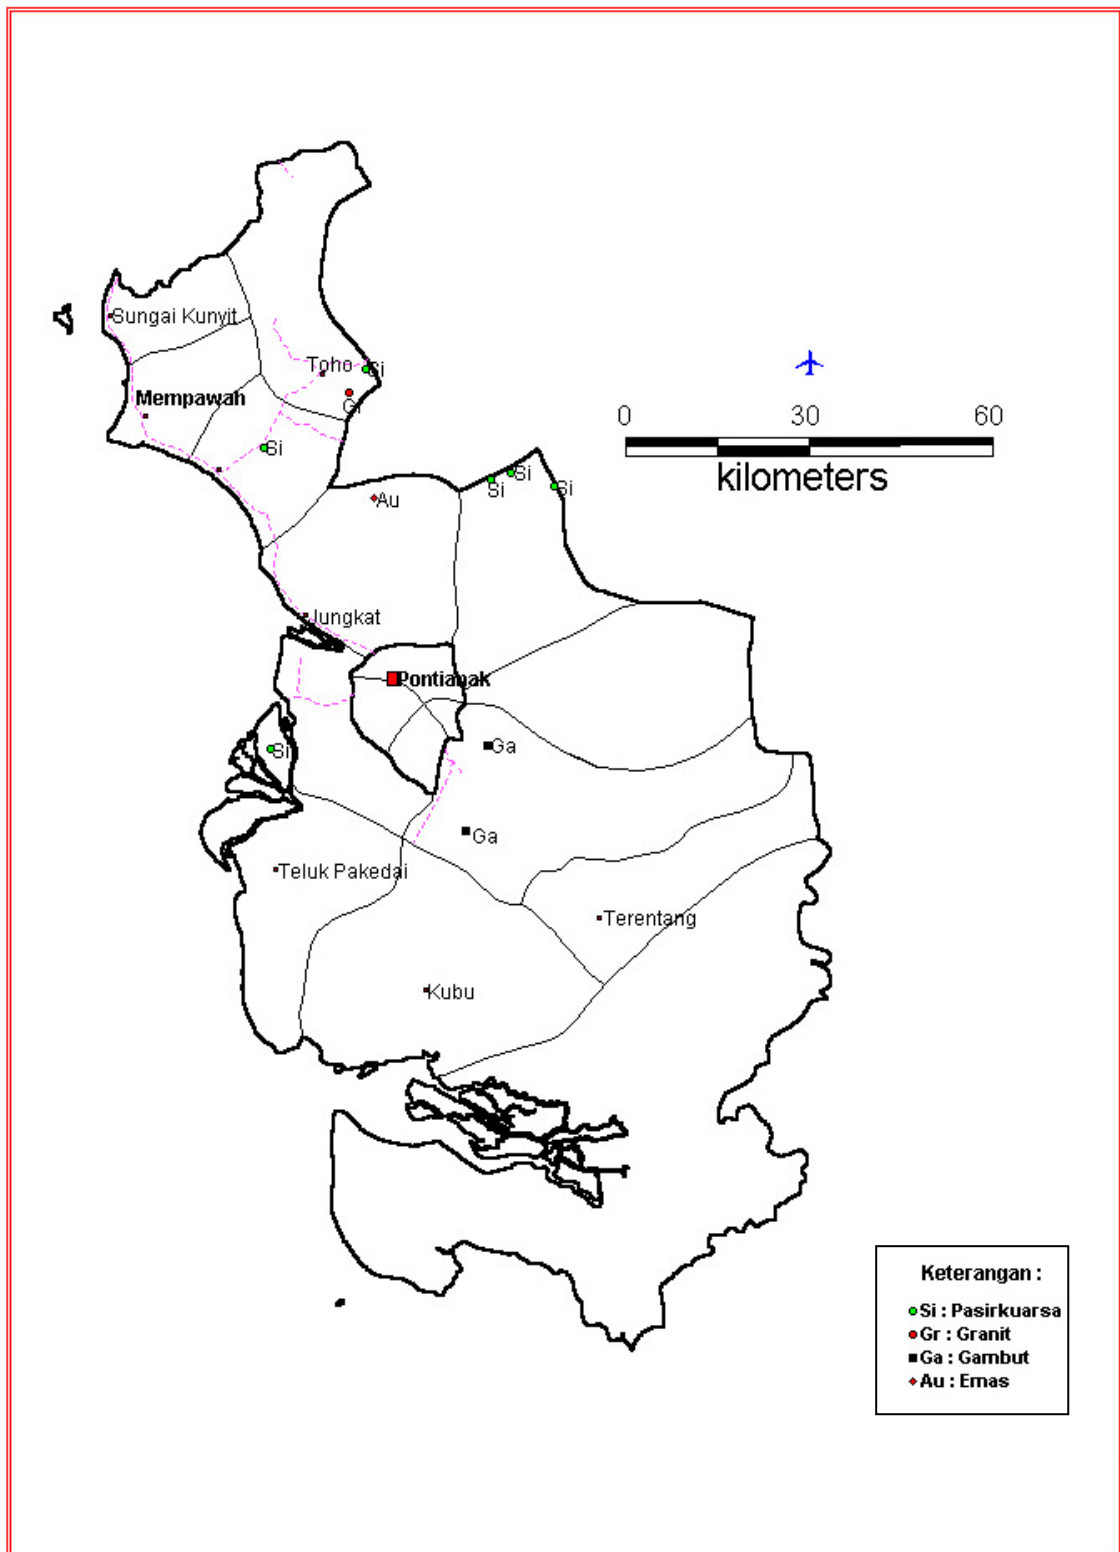 Sungai Kunyit
Toho
Si
Gr
Mempawah
Si
0 30 60
kilometers
Si
Si
Si
Au
Jungkat
Pontianak
Ga
Si
Ga
Teluk Pakedai
Terentang
Kubu
Keterangan :
Si : Pasirkuarsa
Gr : Granit
Ga : Gambut
Au : Emas